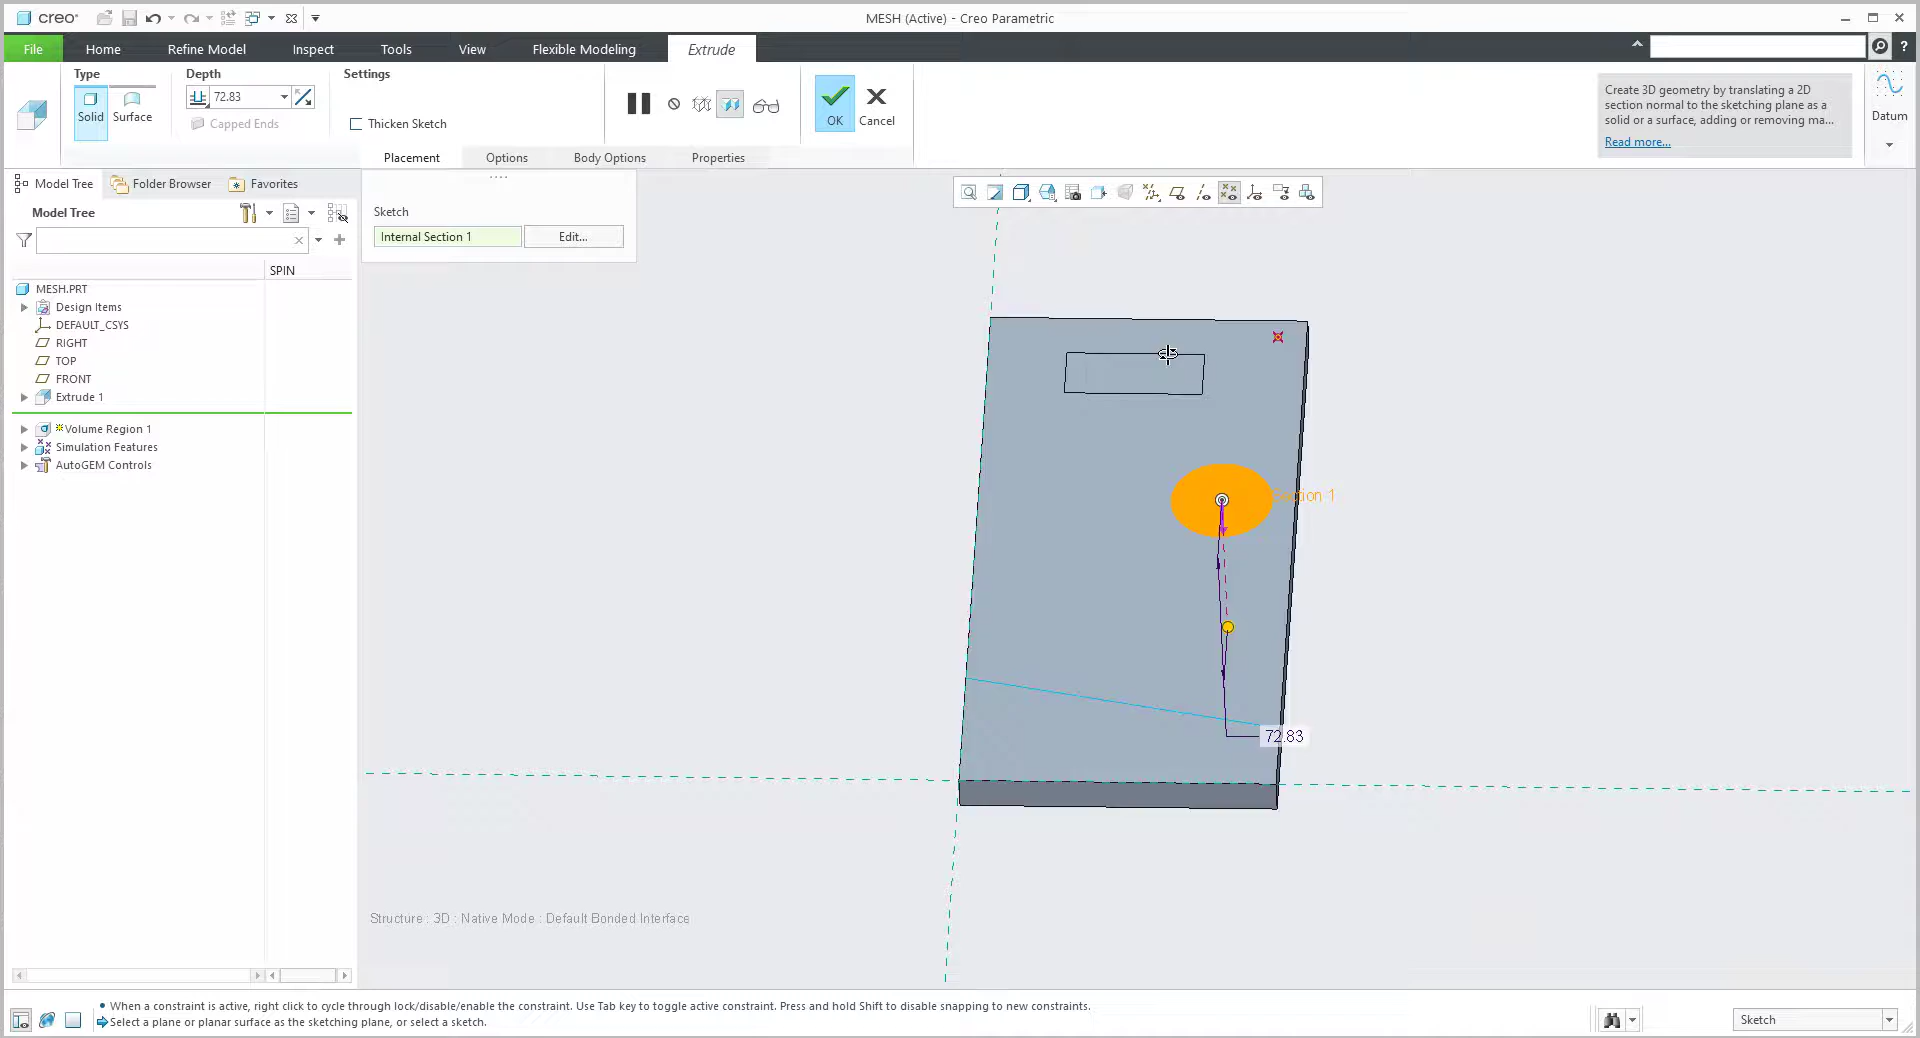 creo
MESH (Active) - Creo Parametric
File
Home
Refine Model
Inspect
Tools
View
Flexible Modeling
Extrude
?
Type
Depth
Settings
72.83
Solid
Surface
Capped Ends
Thicken Sketch
OK
Cancel
Create 3D geometry by translating a 2D
section normal to the sketching plane as a
solid or a surface, adding or removing ma...
Read more...
Datum
Placement
Options
Body Options
Properties
Model Tree
Folder Browser
Favorites
Model Tree
Sketch
Internal Section 1
Edit...
SPIN
MESH.PRT
Design Items
DEFAULT_CSYS
RIGHT
TOP
FRONT
Extrude 1
Volume Region 1
Simulation Features
AutoGEM Controls
Section 1
72.83
Structure : 3D : Native Mode : Default Bonded Interface
• When a constraint is active, right click to cycle through lock/disable/enable the constraint. Use Tab key to toggle active constraint. Press and hold Shift to disable snapping to new constraints.
Select a plane or planar surface as the sketching plane, or select a sketch.
Sketch